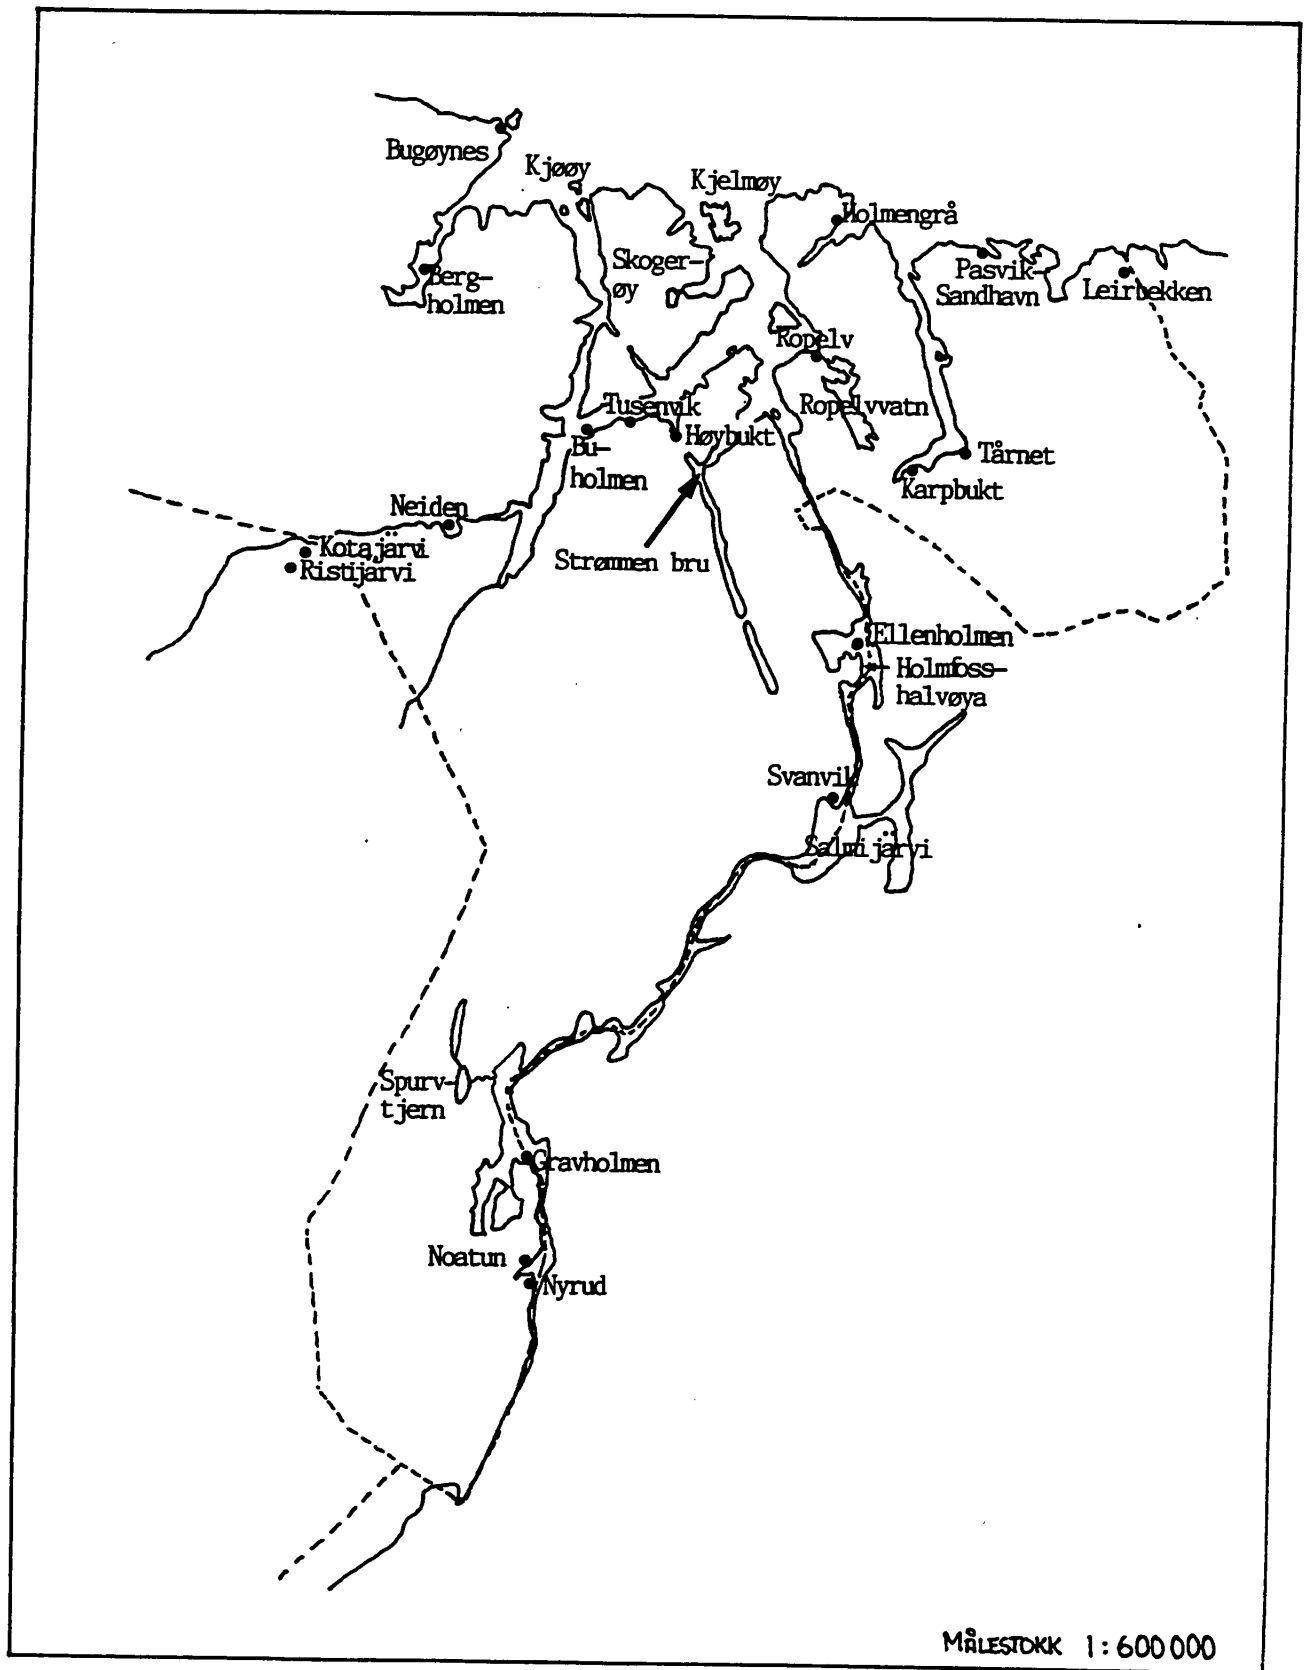 Bugøynes
Kjøøy
Kjelmøy
Holmengrå
Skoger-
øy
Pasvik-
Sandhavn
Leirbekken
Berg-
holmen
Ropelv
Tusenvik
Ropelvvatn
Høybukt
Bu-
holmen
Tårnet
Karpbukt
Neiden
Kotajärvi
Ristijärvi
Strømmen bru
Ellenholmen
Holmfoss-
halvøya
Svanvik
Salmijärvi
Spurv-
tjern
Gravholmen
Noatun
Nyrud
MÅLESTOKK 1:600000